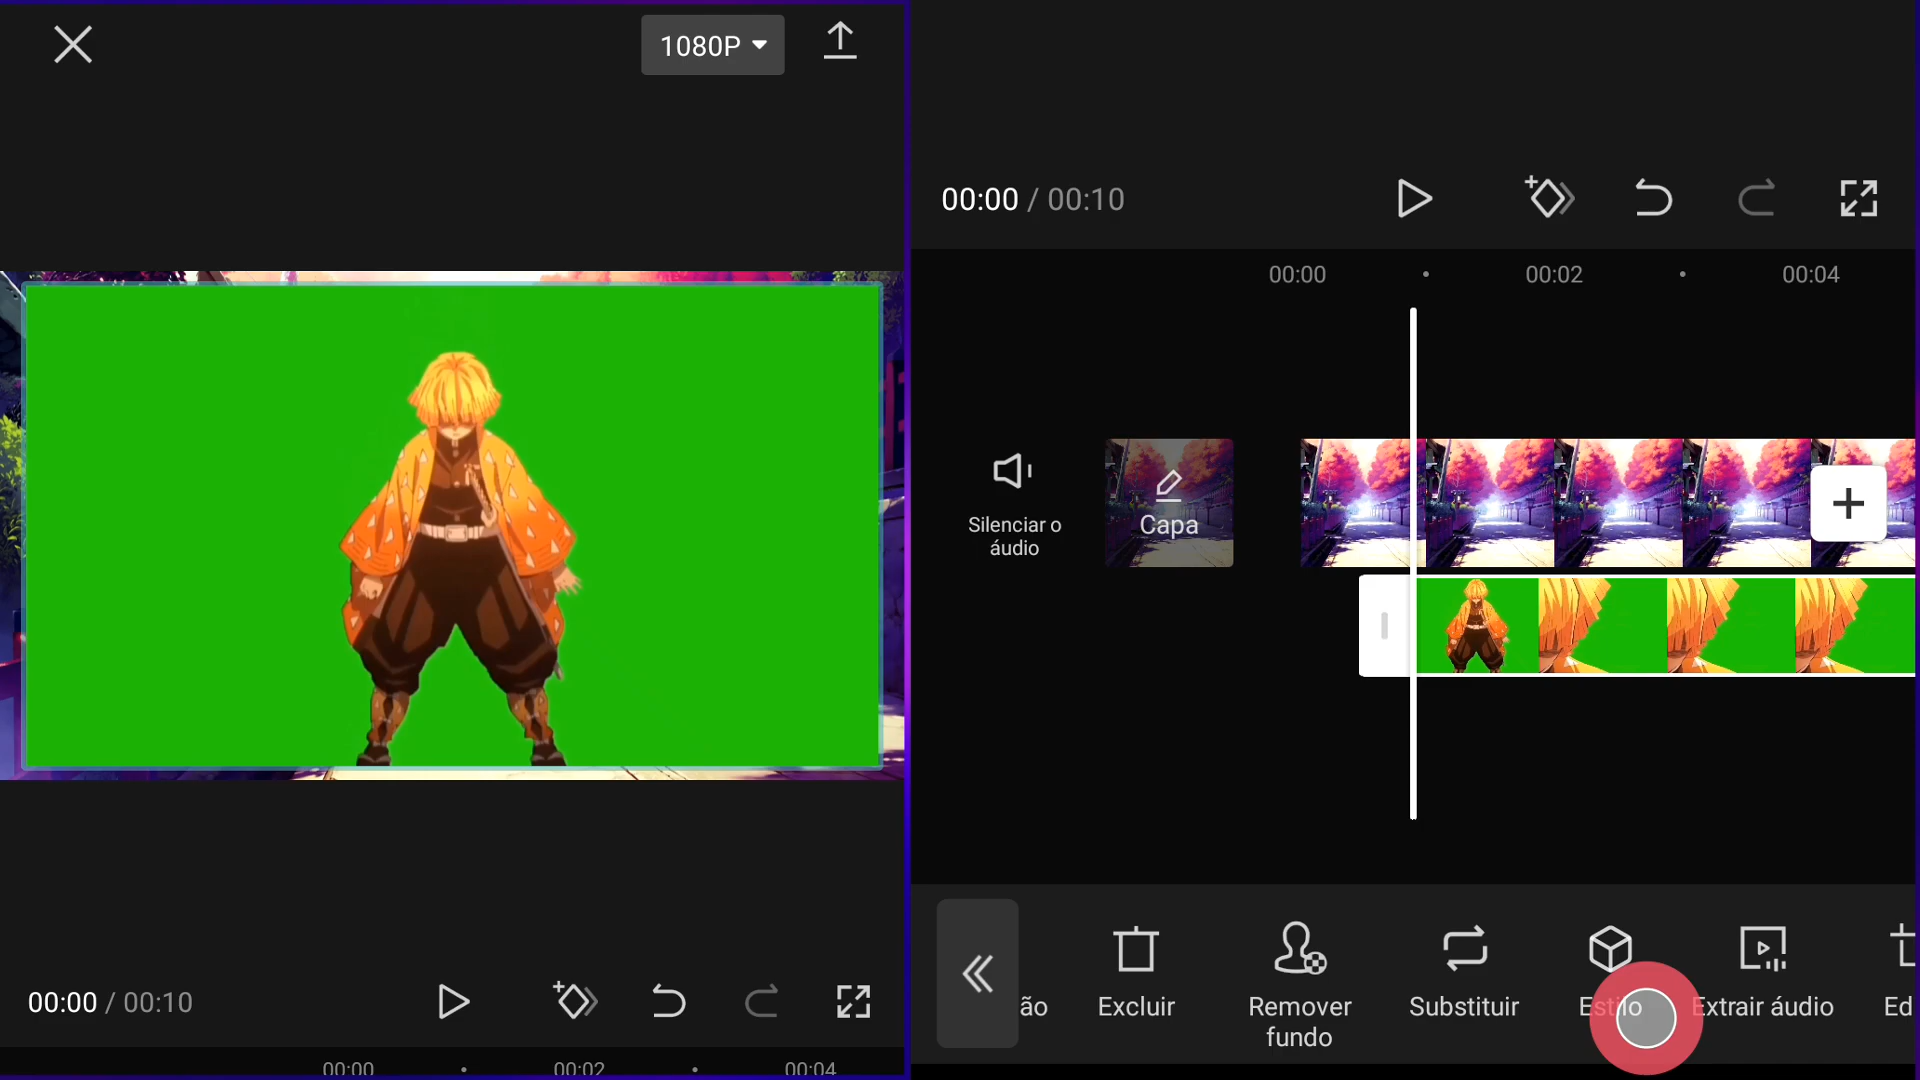 1080P
00:00 / 00:10
00:00 00:02 00:04
00:00 / 00:10
00:00 00:02 00:04
Silenciar o
áudio
Capa
ão
Excluir
Remover
fundo
Substituir
Estilo
Extrair áudio
Ed